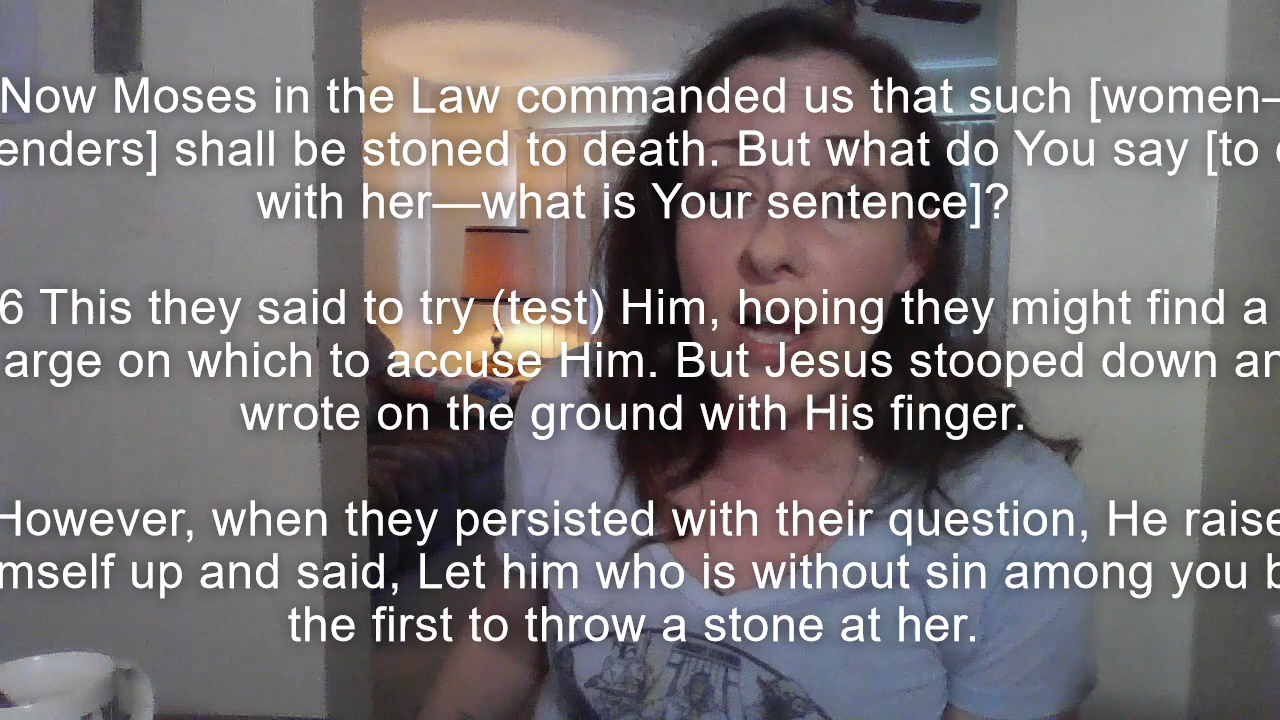 Now Moses in the Law commanded us that such [women—
enders] shall be stoned to death. But what do You say [to
with her—what is Your sentence]?
6 This they said to try (test) Him, hoping they might find a
arge on which to accuse Him. But Jesus stooped down an
wrote on the ground with His finger.
However, when they persisted with their question, He raise
mself up and said, Let him who is without sin among you b
the first to throw a stone at her.